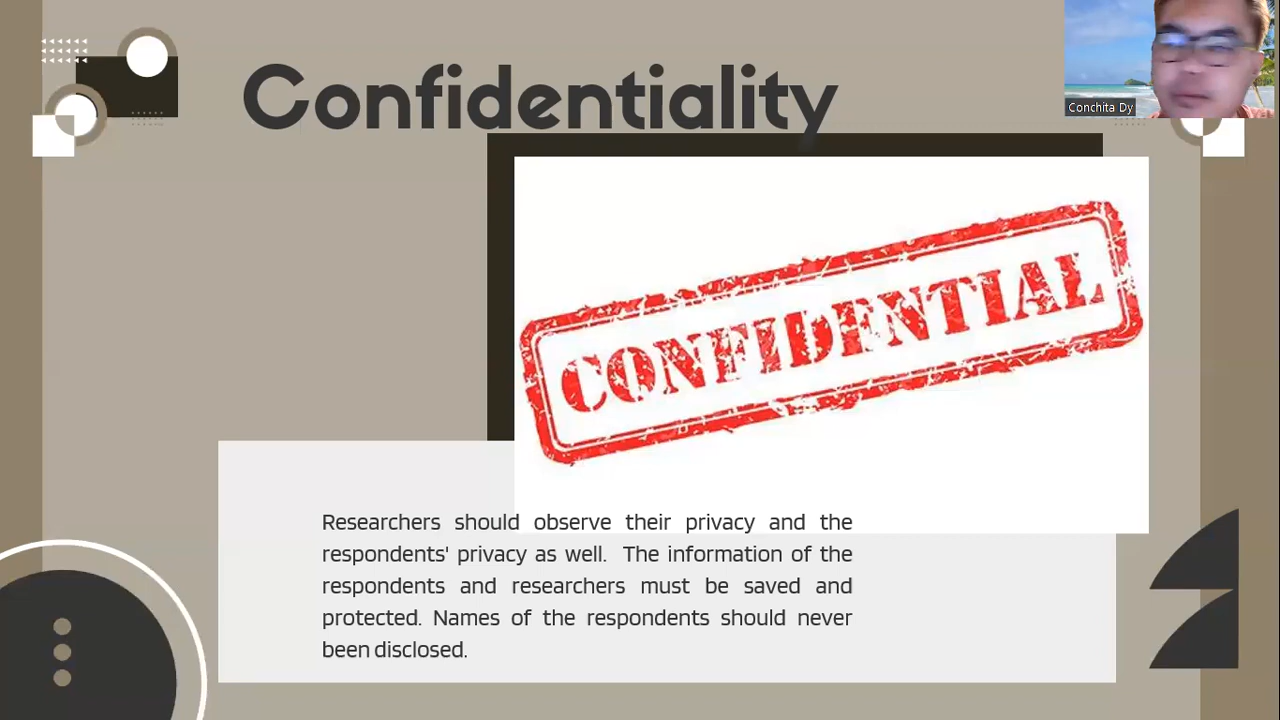 Confidentiality
Conchita Dy
CONFIDENTIAL
Researchers should observe their privacy and the
respondents' privacy as well. The information of the
respondents and researchers must be saved and
protected. Names of the respondents should never
been disclosed.